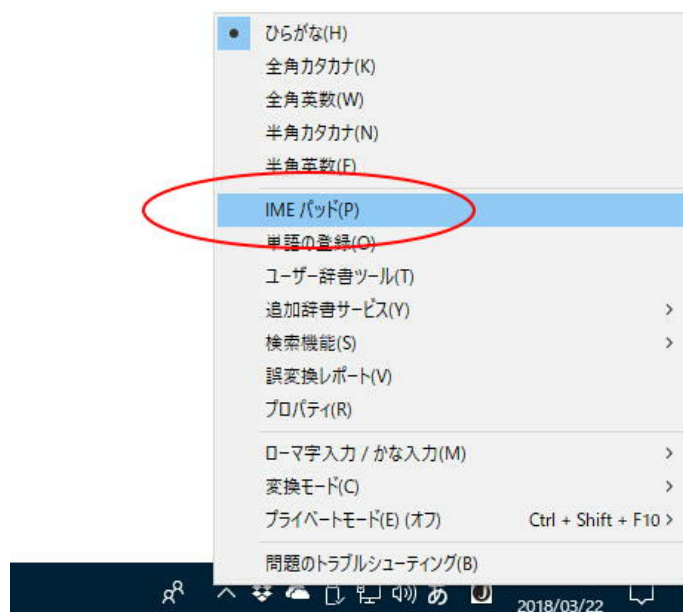 ひらがな(H)
全角カタカナ(K)
全角英数(W)
半角カタカナ(N)
半角英数(F)
IME パッド(P)
単語の登録(O)
ユーザー辞書ツール(T)
追加辞書サービス(Y)
検索機能(S)
誤変換レポート(V)
プロパティ(R)
ローマ字入力 / かな入力(M)
変換モード(C)
プライベートモード(E) (オフ) Ctrl + Shift + F10
問題のトラブルシューティング(B)
あ
2018/03/22